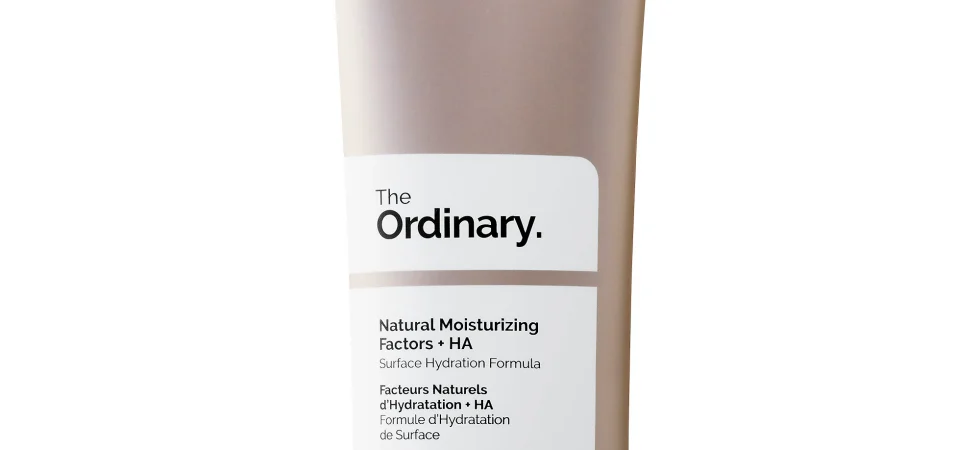 The
Ordinary.
Natural Moisturizing
Factors + HA
Surface Hydration Formula
Facteurs Naturels
d'Hydratation + HA
Formule d'Hydratation
de Surface